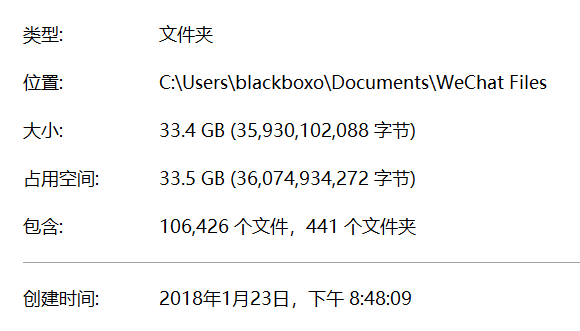 类型: 文件夹
位置: C:\Users\blackboxo\Documents\WeChat Files
大小: 33.4 GB (35,930,102,088 字节)
占用空间: 33.5 GB (36,074,934,272 字节)
包含: 106,426 个文件，441 个文件夹
创建时间: 2018年1月23日，下午 8:48:09